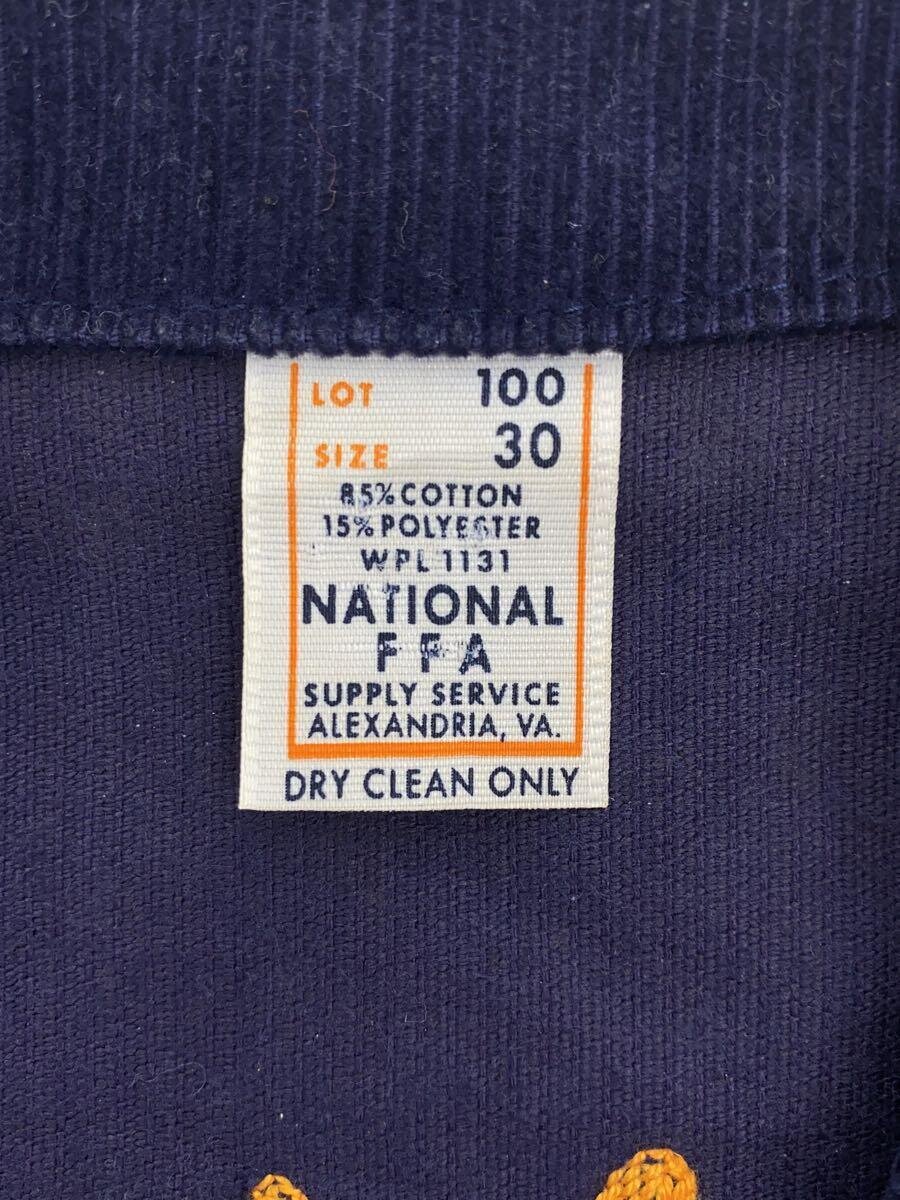 LOT 100
SIZE 30
85% COTTON
15% POLYESTER
WPL 1131
NATIONAL
FFA
SUPPLY SERVICE
ALEXANDRIA, VA.
DRY CLEAN ONLY